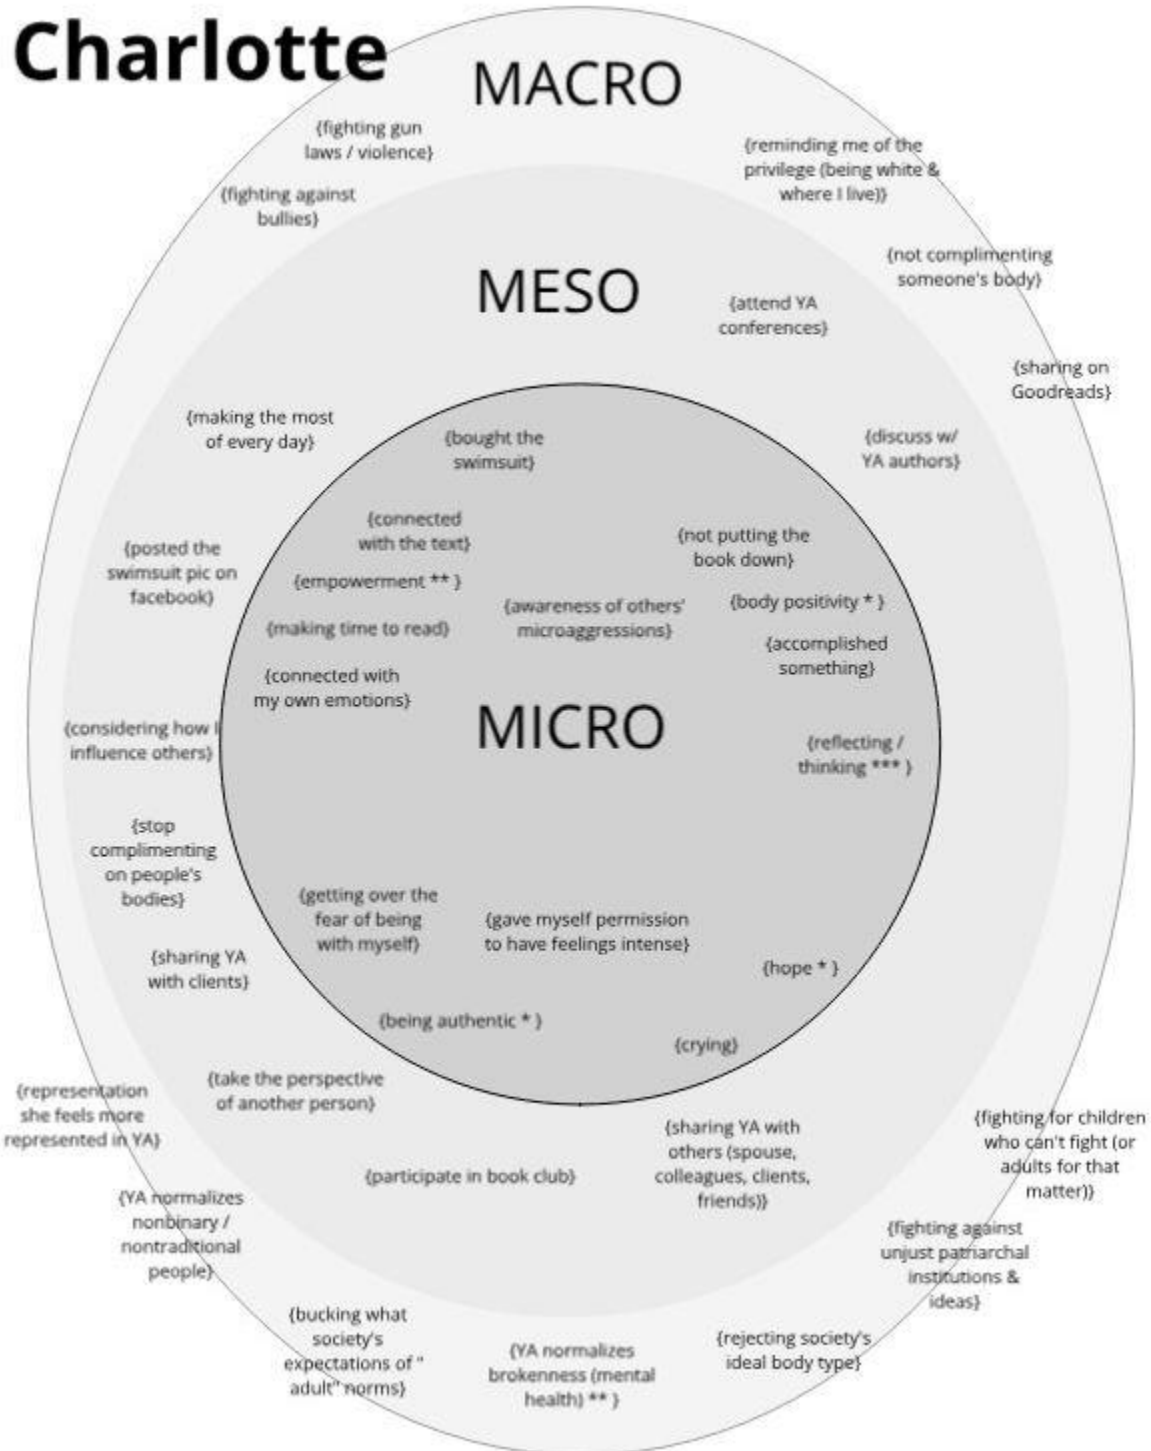 Charlotte
MACRO
{fighting gun
laws / violence}
{reminding me of the
privilege (being white &
where I live)}
{fighting against
bullies}
{not complimenting
someone's body}
MESO
{attend YA
conferences}
{sharing on
Goodreads}
{making the most
of every day}
{bought the
swimsuit}
{discuss w/
YA authors}
{connected
with the text}
{not putting the
book down}
{posted the
swimsuit pic on
facebook}
{empowerment ** }
{awareness of others'
microaggressions}
{body positivity * }
{making time to read}
{accomplished
something}
{connected with
my own emotions}
MICRO
{considering how I
influence others}
{reflecting /
thinking *** }
{stop
complimenting
on people's
bodies}
{getting over the
fear of being
with myself}
{gave myself permission
to have feelings intense}
{sharing YA
with clients}
{hope * }
{being authentic * }
{crying}
{take the perspective
of another person}
{representation
she feels more
represented in YA}
{sharing YA with
others (spouse,
colleagues, clients,
friends)}
{fighting for children
who can't fight (or
adults for that
matter)}
{participate in book club}
{YA normalizes
nonbinary /
nontraditional
people}
{fighting against
unjust patriarchal
institutions &
ideas}
{bucking what
society's
expectations of "
adult" norms}
{YA normalizes
brokenness (mental
health) ** }
{rejecting society's
ideal body type}